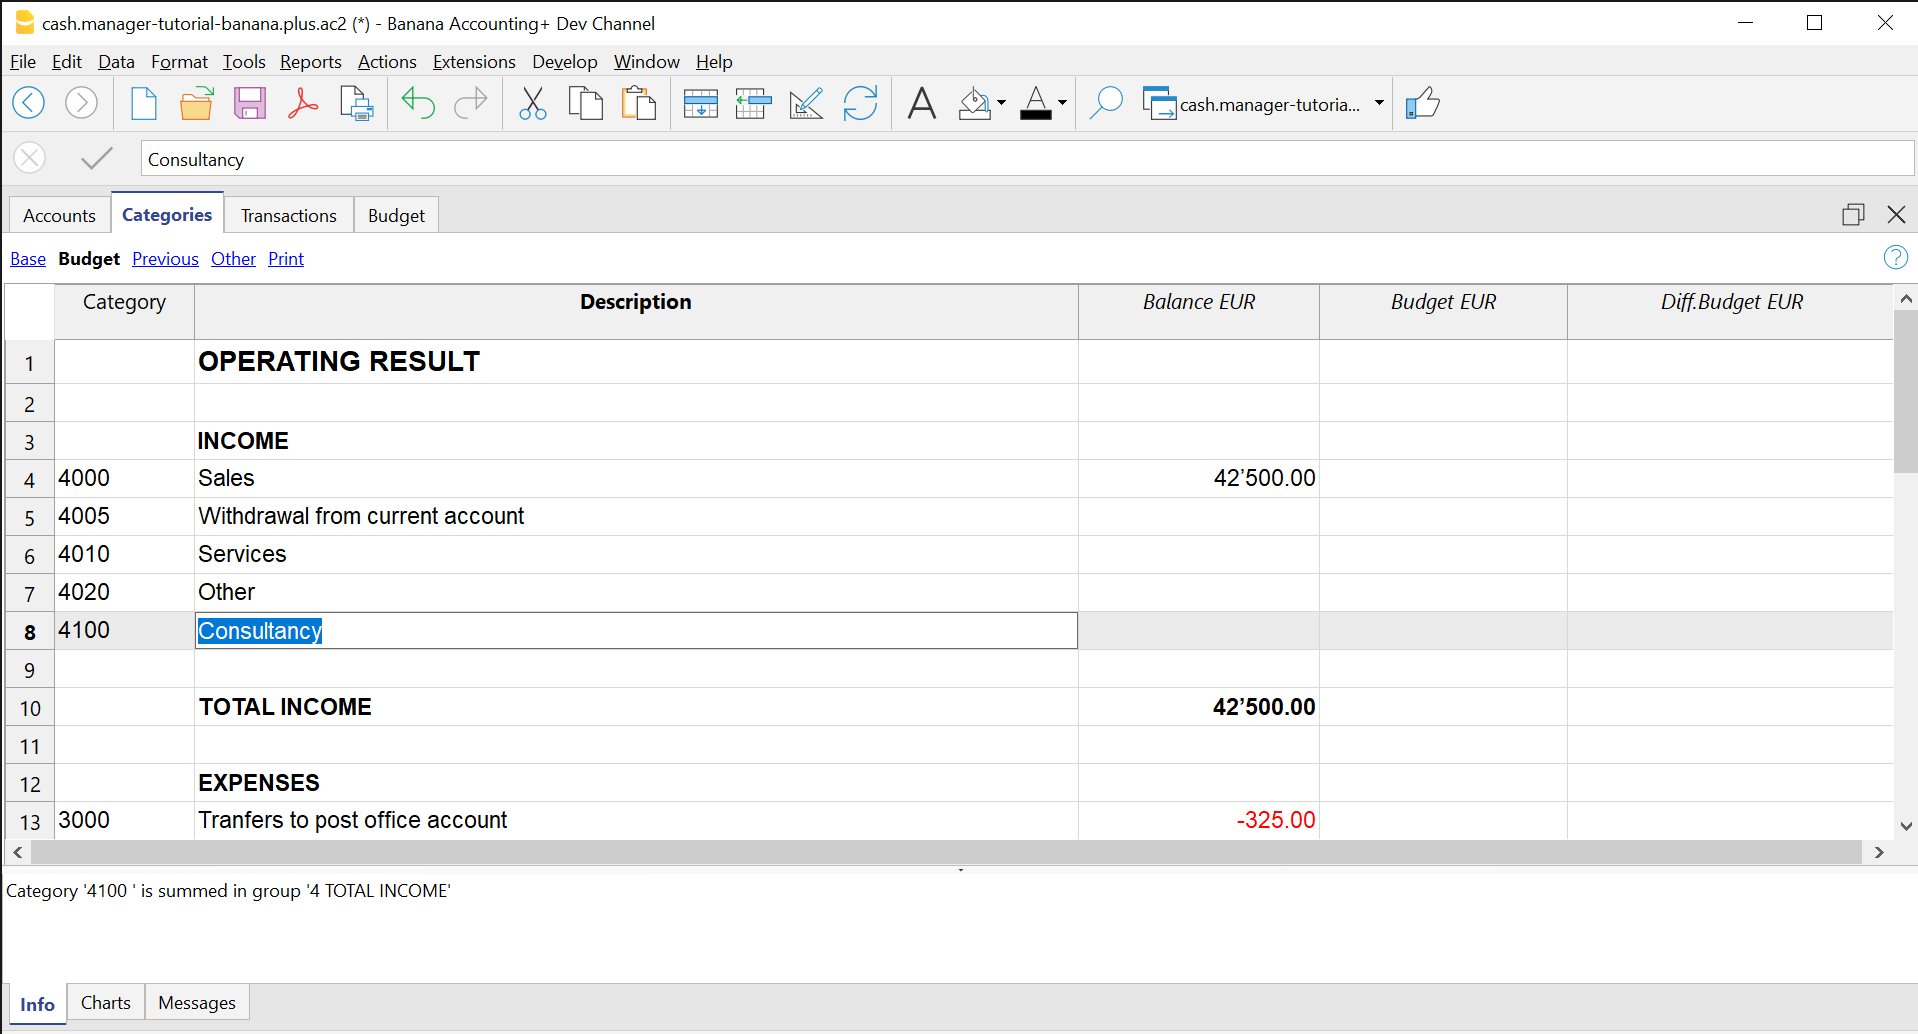 cash.manager-tutorial-banana.plus.ac2 (*) - Banana Accounting+ Dev Channel
File Edit Data Format Tools Reports Actions Extensions Develop Window Help
A A cash.manager-tutoria...
Consultancy
Accounts Categories Transactions Budget
Base Budget Previous Other Print ?
Category Description Balance EUR Budget EUR Diff.Budget EUR
1 OPERATING RESULT
2
3 INCOME
4 4000 Sales 42’500.00
5 4005 Withdrawal from current account
6 4010 Services
7 4020 Other
8 4100 Consultancy
9
10 TOTAL INCOME 42’500.00
11
12 EXPENSES
13 3000 Tranfers to post office account -325.00
Category '4100 ' is summed in group '4 TOTAL INCOME'
Info Charts Messages